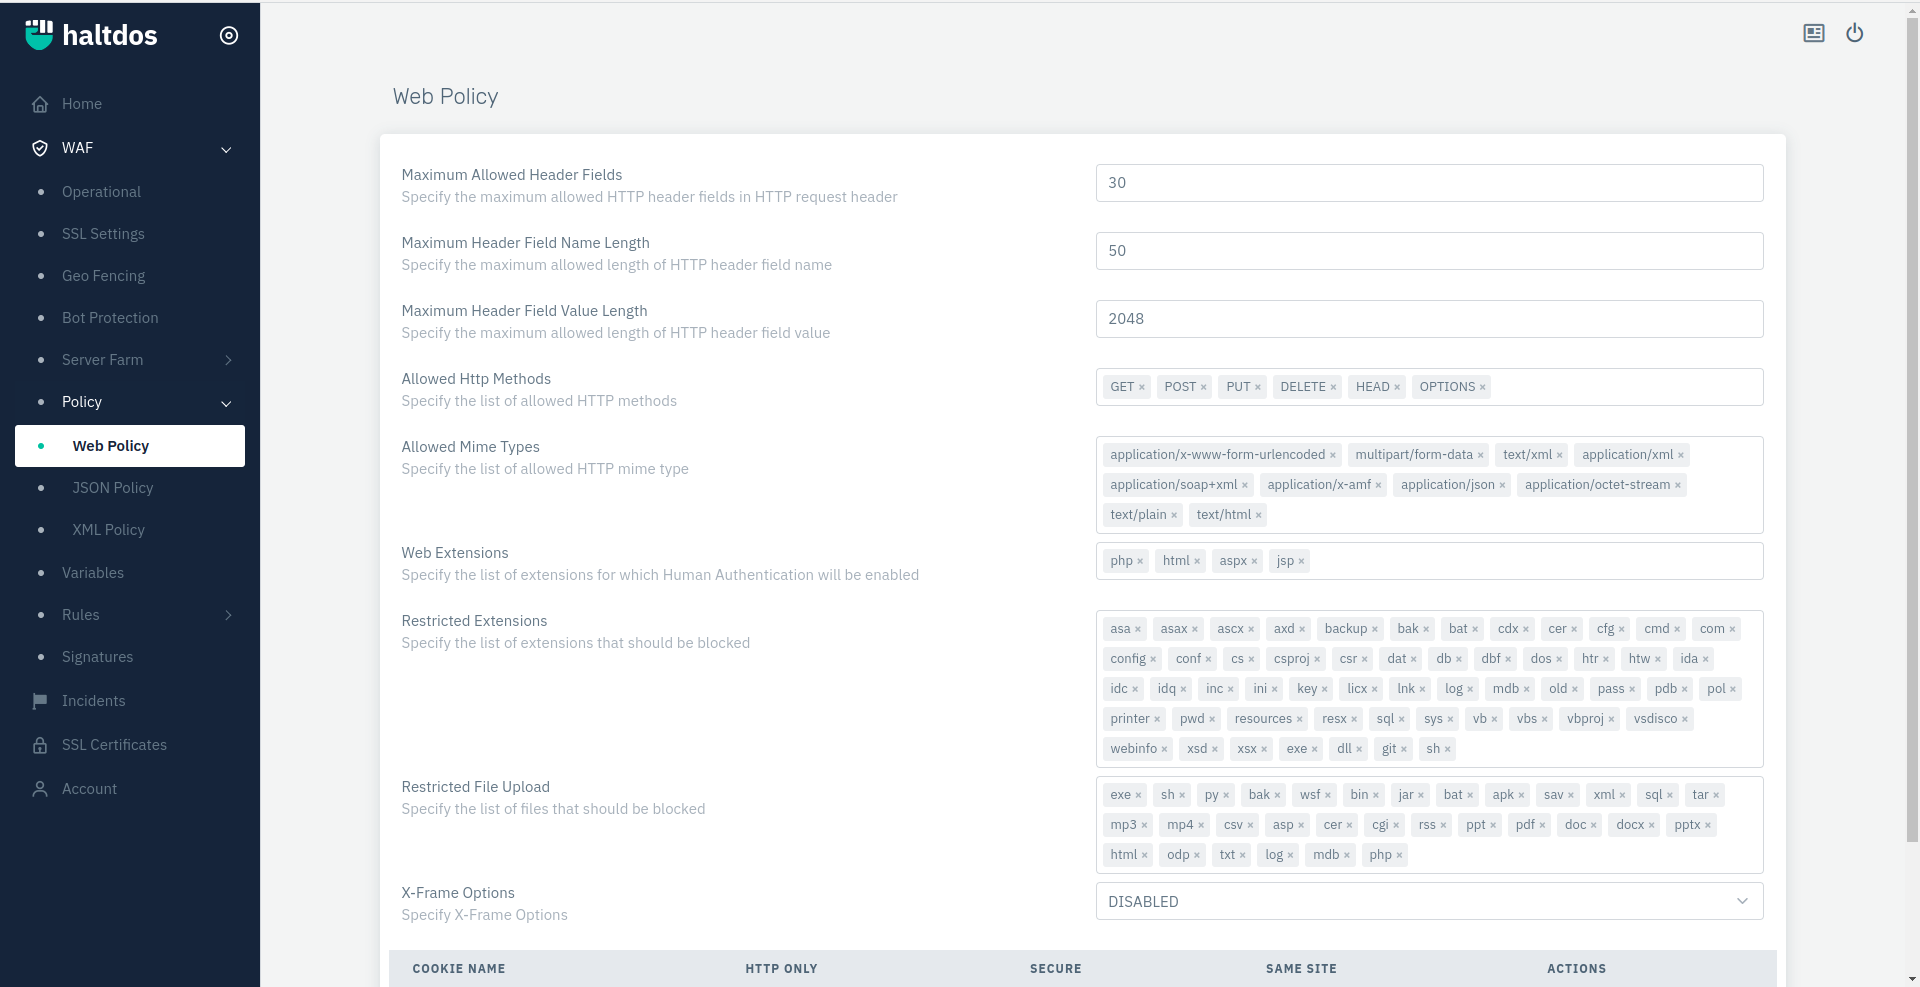 haltdos
Home
WAF
Operational
SSL Settings
Geo Fencing
Bot Protection
Server Farm
Policy
Web Policy
JSON Policy
XML Policy
Variables
Rules
Signatures
Incidents
SSL Certificates
Account
Web Policy
Maximum Allowed Header Fields
Specify the maximum allowed HTTP header fields in HTTP request header
30
Maximum Header Field Name Length
Specify the maximum allowed length of HTTP header field name
50
Maximum Header Field Value Length
Specify the maximum allowed length of HTTP header field value
2048
Allowed Http Methods
Specify the list of allowed HTTP methods
GET × POST × PUT × DELETE × HEAD × OPTIONS ×
Allowed Mime Types
Specify the list of allowed HTTP mime type
application/x-www-form-urlencoded × multipart/form-data × text/xml × application/xml ×
application/soap+xml × application/x-amf × application/json × application/octet-stream ×
text/plain × text/html ×
Web Extensions
Specify the list of extensions for which Human Authentication will be enabled
php × html × aspx × jsp ×
Restricted Extensions
Specify the list of extensions that should be blocked
asa × asax × ascx × axd × backup × bak × bat × cdx × cer × cfg × cmd × com ×
config × conf × cs × csproj × csr × dat × db × dbf × dos × htr × htw × ida ×
idc × idq × inc × ini × key × licx × lnk × log × mdb × old × pass × pdb × pol ×
printer × pwd × resources × resx × sql × sys × vb × vbs × vbproj × vsdisco ×
webinfo × xsd × xsx × exe × dll × git × sh ×
Restricted File Upload
Specify the list of files that should be blocked
exe × sh × py × bak × wsf × bin × jar × bat × apk × sav × xml × sql × tar ×
mp3 × mp4 × csv × asp × cer × cgi × rss × ppt × pdf × doc × docx × pptx ×
html × odp × txt × log × mdb × php ×
X-Frame Options
Specify X-Frame Options
DISABLED
COOKIE NAME HTTP ONLY SECURE SAME SITE ACTIONS